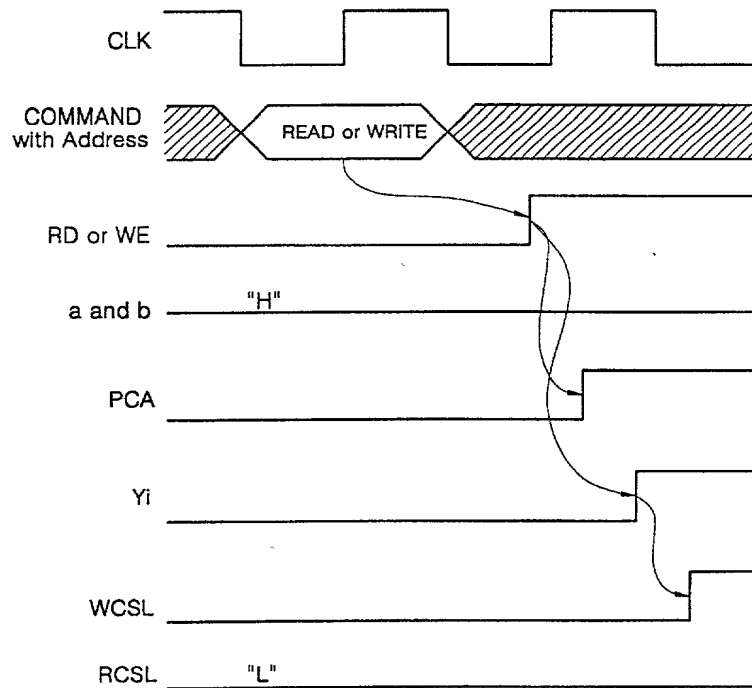 CLK
COMMAND
with Address
READ or WRITE
RD or WE
a and b
"H"
PCA
Yi
WCSL
RCSL
"L"